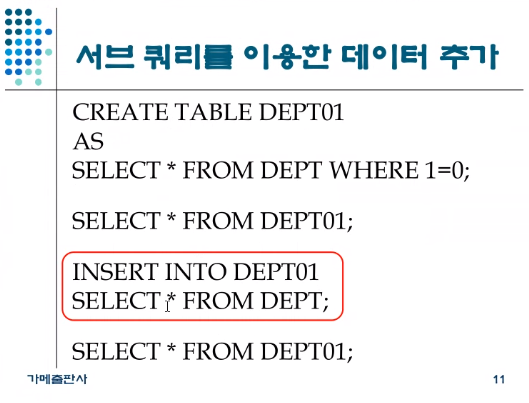 서브 쿼리를 이용한 데이터 추가
CREATE TABLE DEPT01
AS
SELECT * FROM DEPT WHERE 1=0;
SELECT * FROM DEPT01;
INSERT INTO DEPT01
SELECT * FROM DEPT;
SELECT * FROM DEPT01;
가메출판사
11